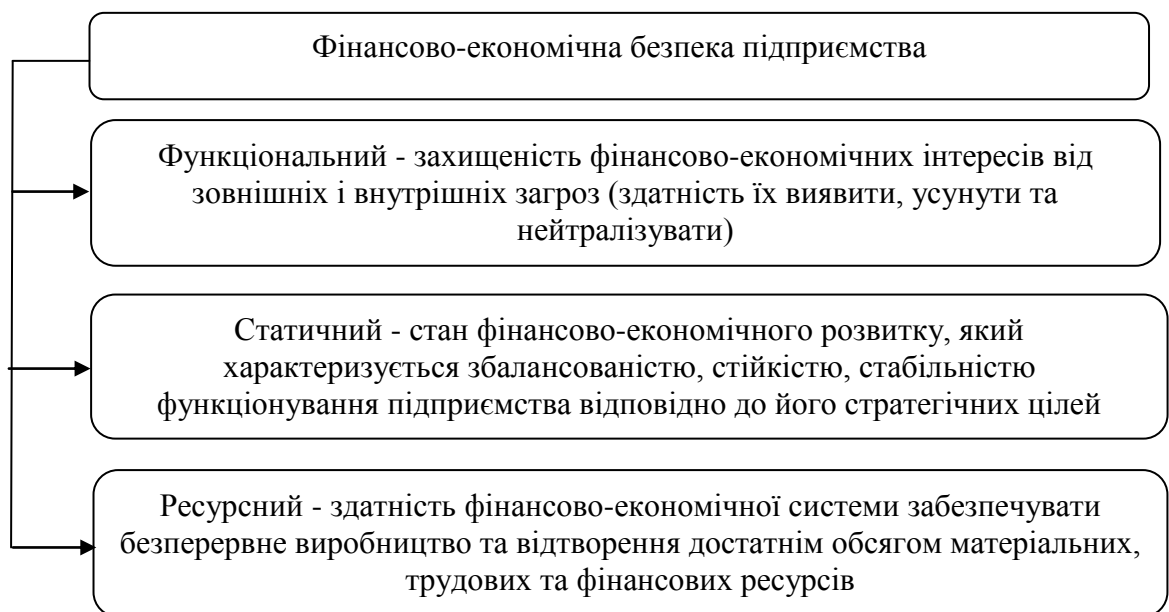 Фінансово-економічна безпека підприємства
Функціональний - захищеність фінансово-економічних інтересів від
зовнішніх і внутрішніх загроз (здатність їх виявити, усунути та
нейтралізувати)
Статичний - стан фінансово-економічного розвитку, який
характеризується збалансованістю, стійкістю, стабільністю
функціонування підприємства відповідно до його стратегічних цілей
Ресурсний - здатність фінансово-економічної системи забезпечувати
безперервне виробництво та відтворення достатнім обсягом матеріальних,
трудових та фінансових ресурсів